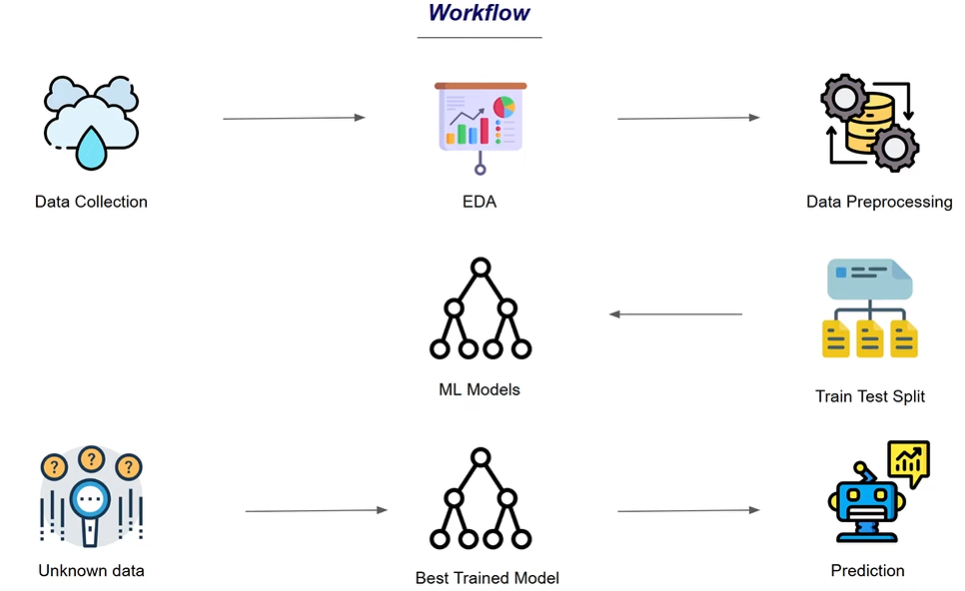 Workflow
Data Collection
EDA
Data Preprocessing
ML Models
Train Test Split
? ? ?
Unknown data
Best Trained Model
Prediction